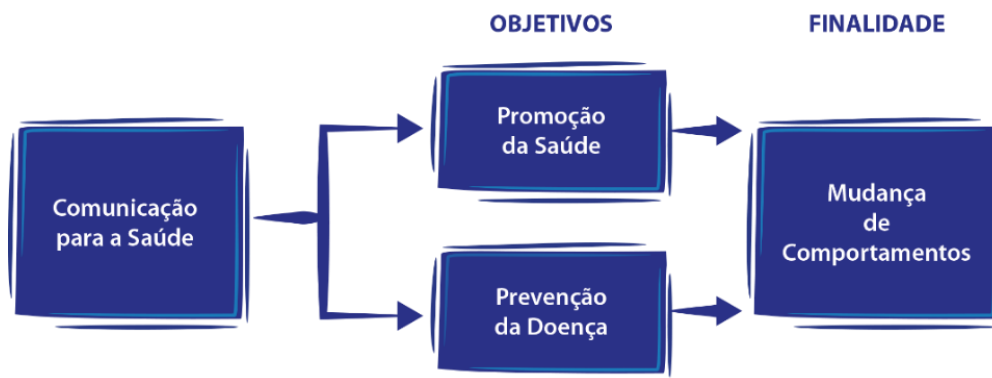 OBJETIVOS
FINALIDADE
Comunicação
para a Saúde
Promoção
da Saúde
Prevenção
da Doença
Mudança
de
Comportamentos